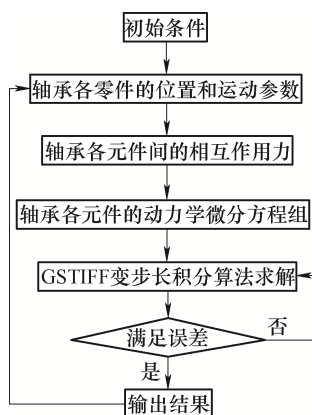 初始条件
轴承各零件的位置和运动参数
轴承各元件间的相互作用力
轴承各元件的动力学微分方程组
GSTIFF变步长积分算法求解
满足误差
否
是
输出结果